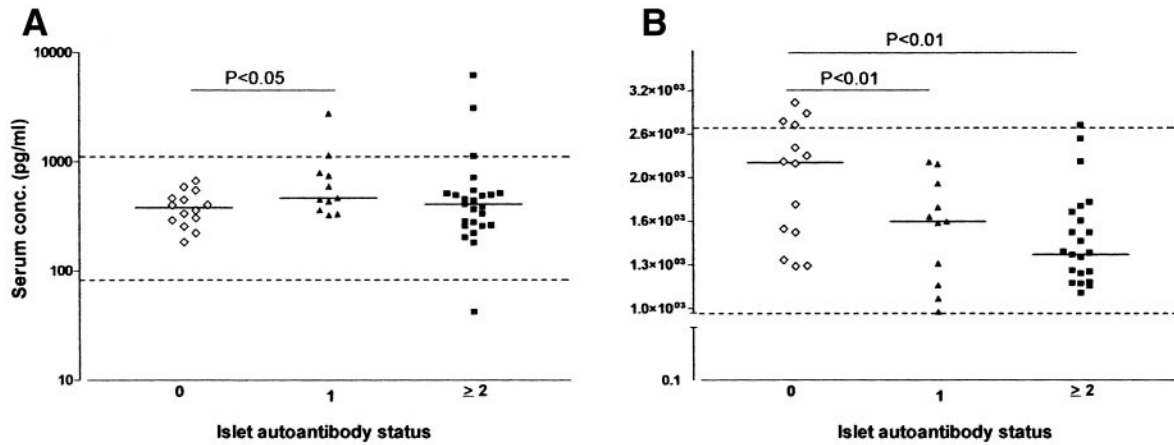 A
10000
1000
100
10
Serum conc. (pg/ml)
P<0.05
0
1
≥ 2
Islet autoantibody status
B
P<0.01
P<0.01
3.2×10⁰³
2.6×10⁰³
2.0×10⁰³
1.6×10⁰³
1.3×10⁰³
1.0×10⁰³
0.1
0
1
≥ 2
Islet autoantibody status